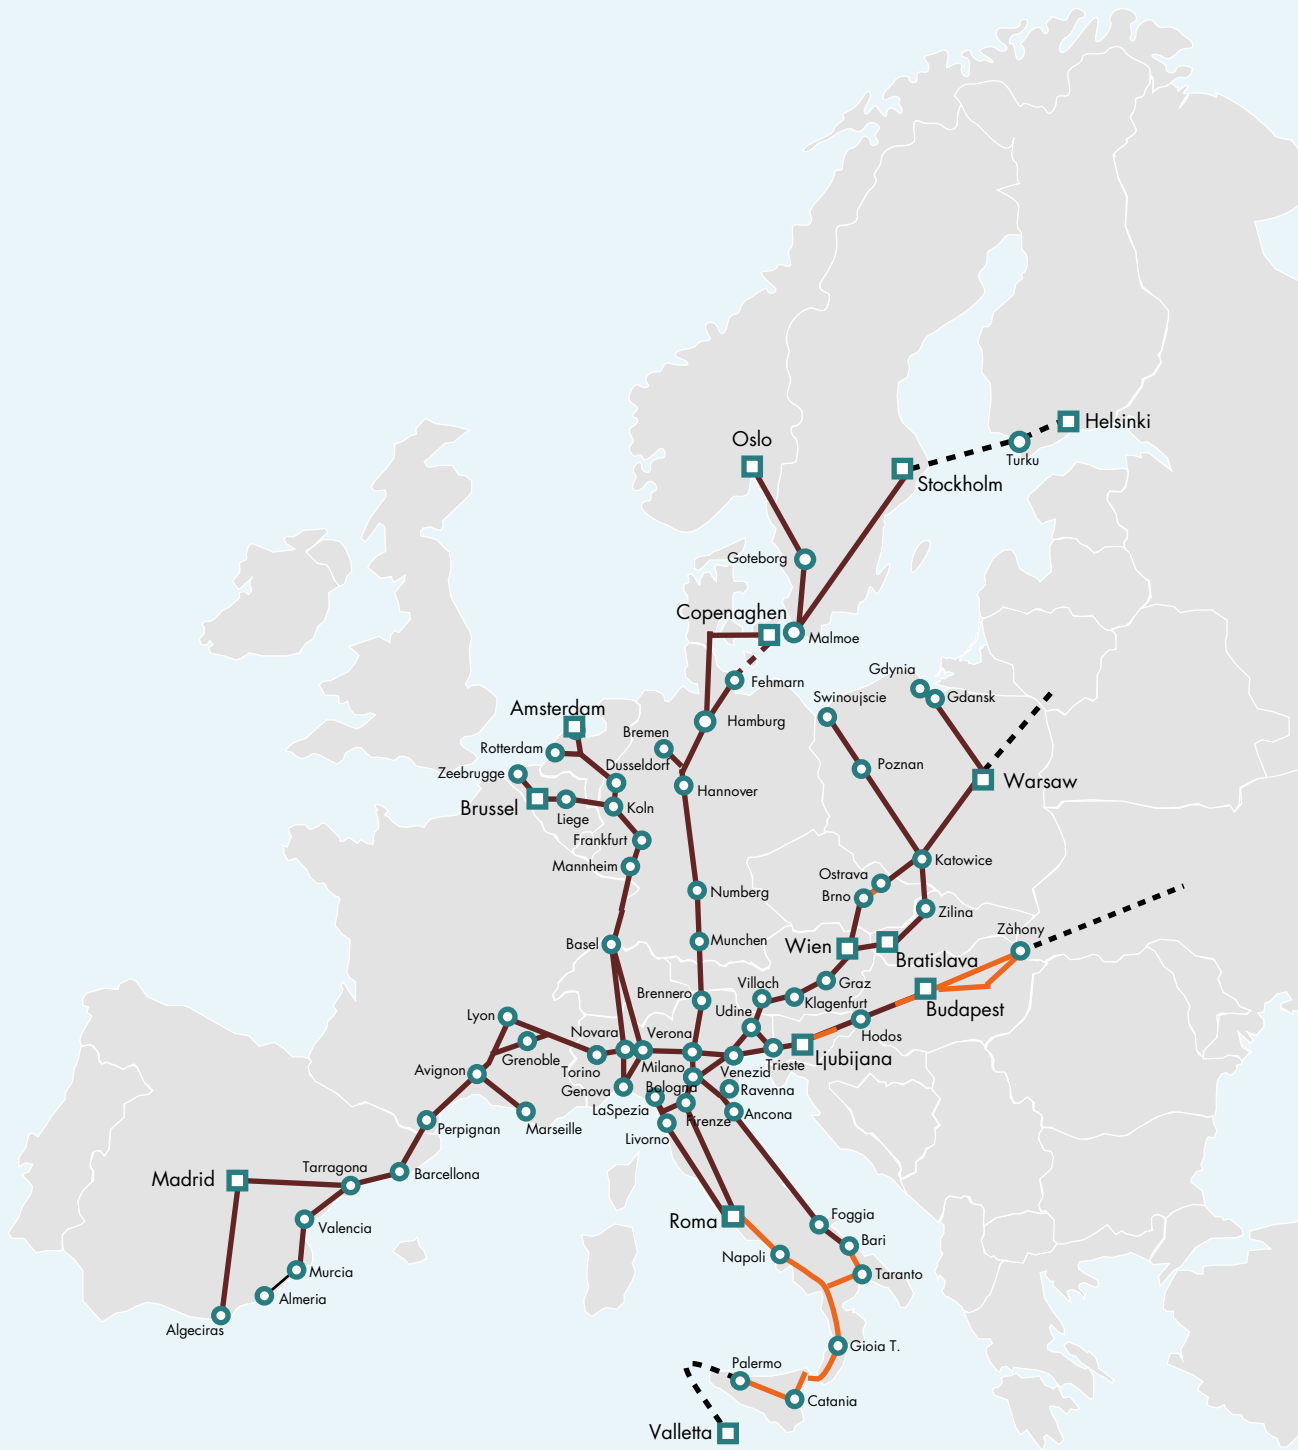 Helsinki
Oslo
Turku
Stockholm
Goteborg
Copenaghen
Malmoe
Gdynia
Fehmarn
Swinoujscie
Gdansk
Amsterdam
Hamburg
Bremen
Rotterdam
Dusseldorf
Poznan
Zeebrugge
Warsaw
Hannover
Brussel
Koln
Liege
Frankfurt
Katowice
Mannheim
Ostrava
Numberg
Brno
Zilina
Zàhony
Basel
Munchen
Wien
Bratislava
Villach
Graz
Brennero
Klagenfurt
Budapest
Udine
Lyon
Novara
Verona
Hodos
Grenoble
Ljubijana
Torino
Milano
Venezia
Trieste
Avignon
Genova
Bologna
Ravenna
LaSpezia
Ancona
Firenze
Perpignan
Marseille
Livorno
Tarragona
Barcellona
Madrid
Foggia
Roma
Valencia
Bari
Napoli
Murcia
Taranto
Almeria
Algeciras
Gioia T.
Palermo
Catania
Valletta